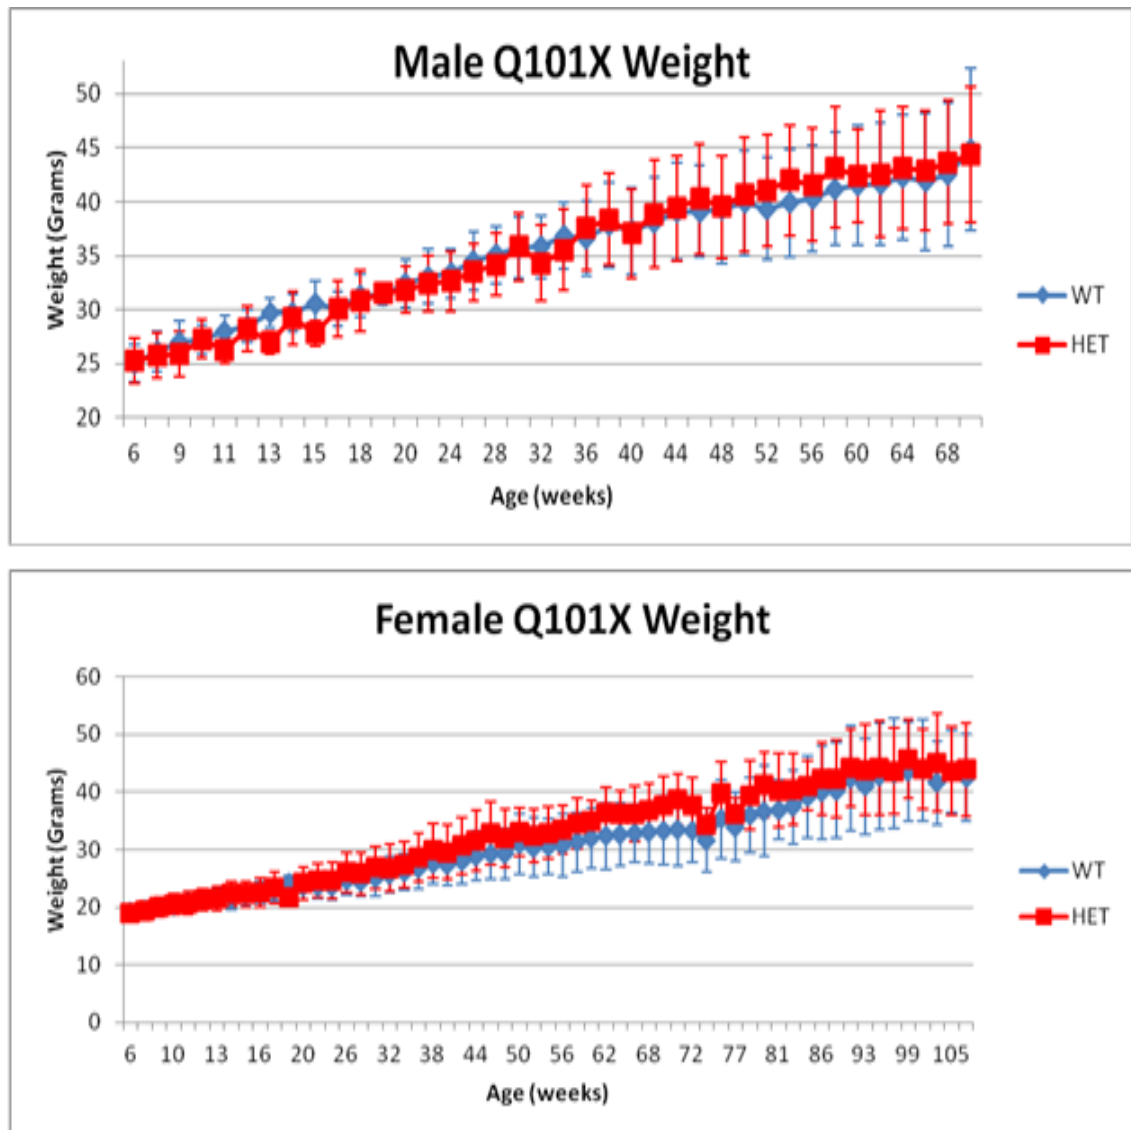 Male Q101X Weight
50
45
40
35
30
25
20
Weight (Grams)
6 9 11 13 15 18 20 24 28 32 36 40 44 48 52 56 60 64 68
Age (weeks)
WT
HET
Female Q101X Weight
60
50
40
30
20
10
0
Weight (Grams)
6 10 13 16 20 26 32 38 44 50 56 62 68 72 77 81 86 93 99 105
Age (weeks)
WT
HET